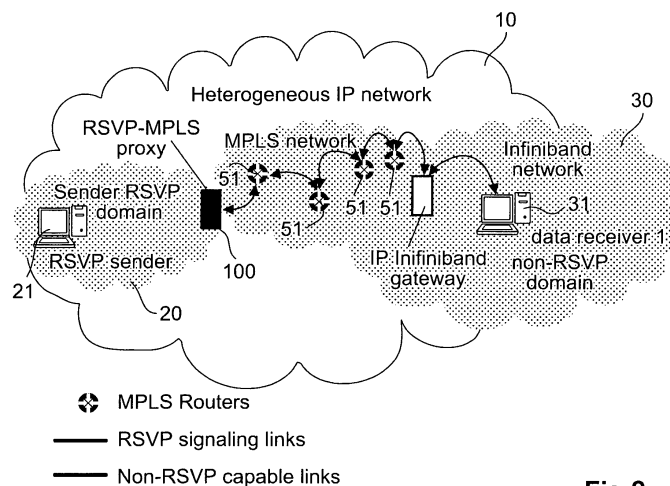 10
Heterogeneous IP network
30
RSVP-MPLS
proxy
MPLS network
Infiniband
network
51
Sender RSVP
domain
51
51
51
31
data receiver 1
non-RSVP
domain
IP Inifiniband
gateway
RSVP sender
100
21
20
MPLS Routers
RSVP signaling links
Non-RSVP capable links